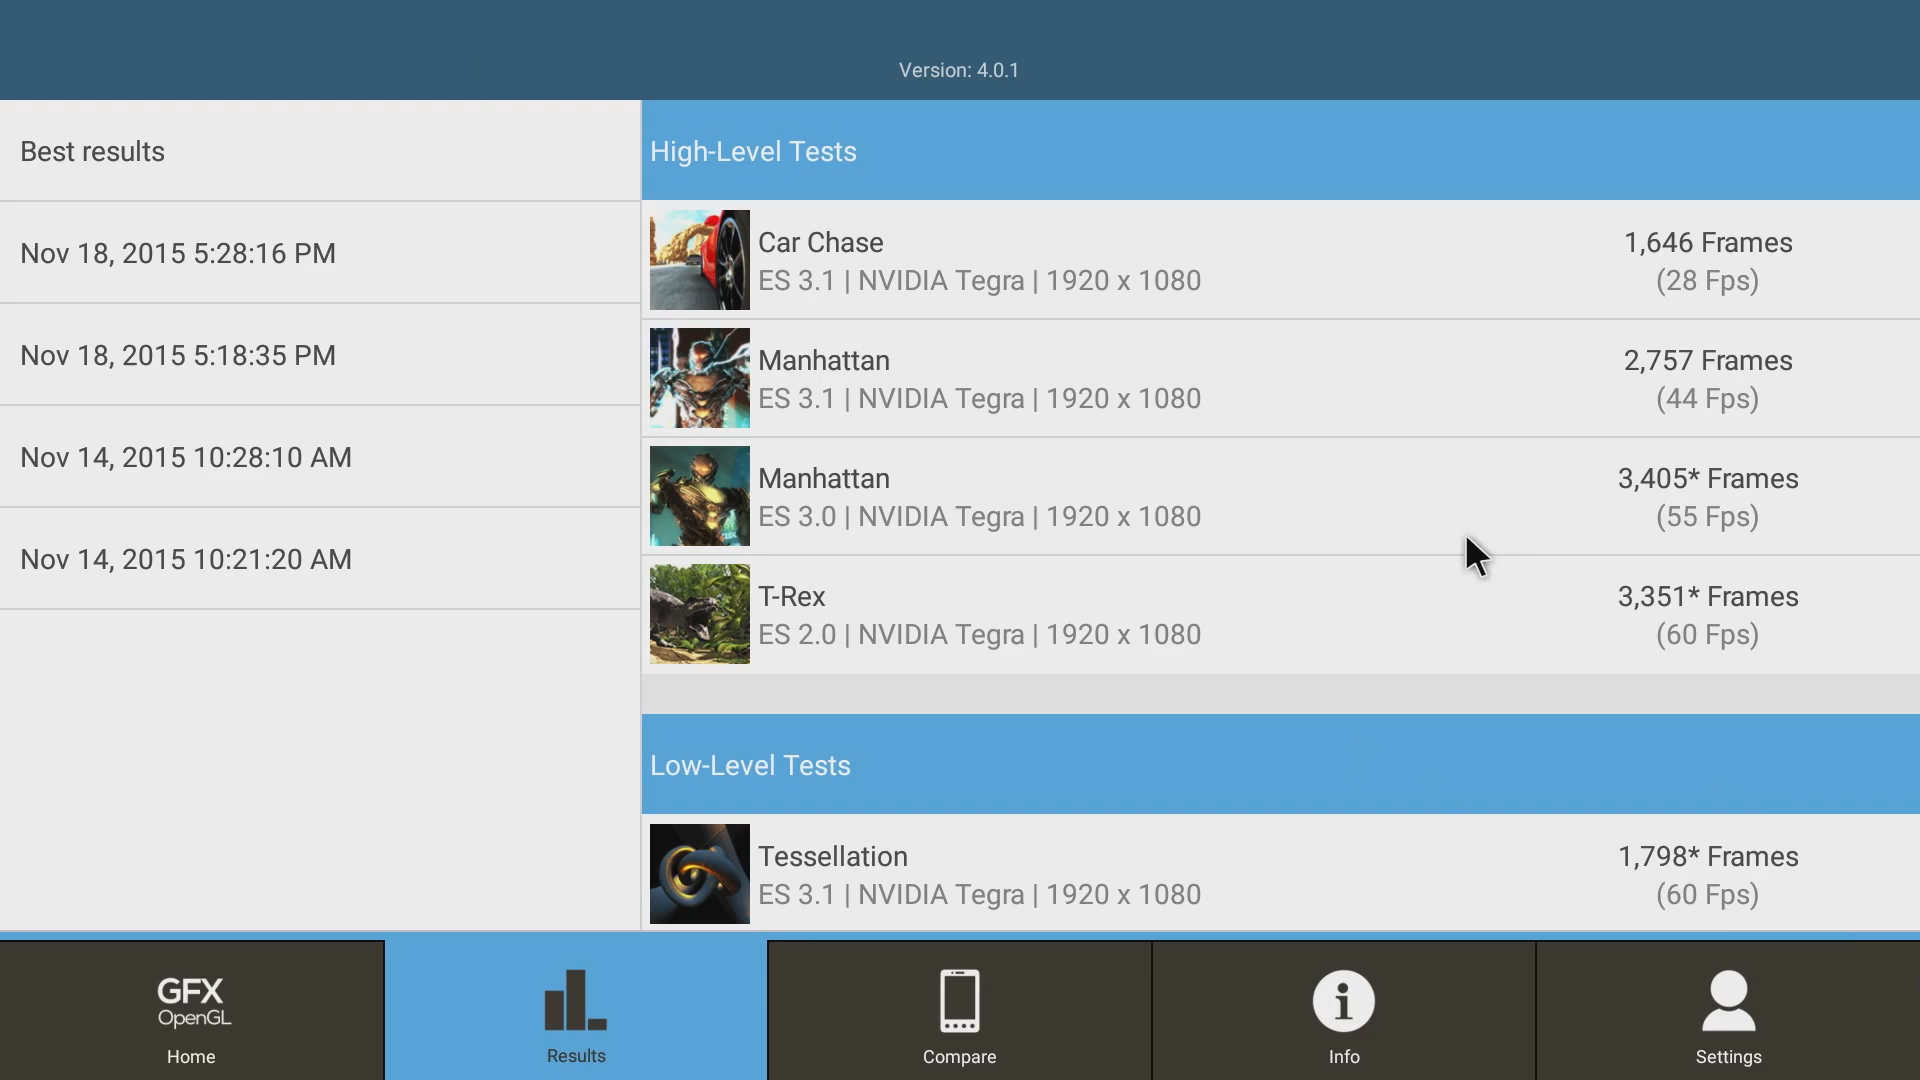 Version: 4.0.1
Best results
Nov 18, 2015 5:28:16 PM
Nov 18, 2015 5:18:35 PM
Nov 14, 2015 10:28:10 AM
Nov 14, 2015 10:21:20 AM
High-Level Tests
Car Chase
1,646 Frames
ES 3.1 | NVIDIA Tegra | 1920 x 1080
(28 Fps)
Manhattan
2,757 Frames
ES 3.1 | NVIDIA Tegra | 1920 x 1080
(44 Fps)
Manhattan
3,405* Frames
ES 3.0 | NVIDIA Tegra | 1920 x 1080
(55 Fps)
T-Rex
3,351* Frames
ES 2.0 | NVIDIA Tegra | 1920 x 1080
(60 Fps)
Low-Level Tests
Tessellation
1,798* Frames
ES 3.1 | NVIDIA Tegra | 1920 x 1080
(60 Fps)
GFX
OpenGL
Home
Results
Compare
Info
Settings